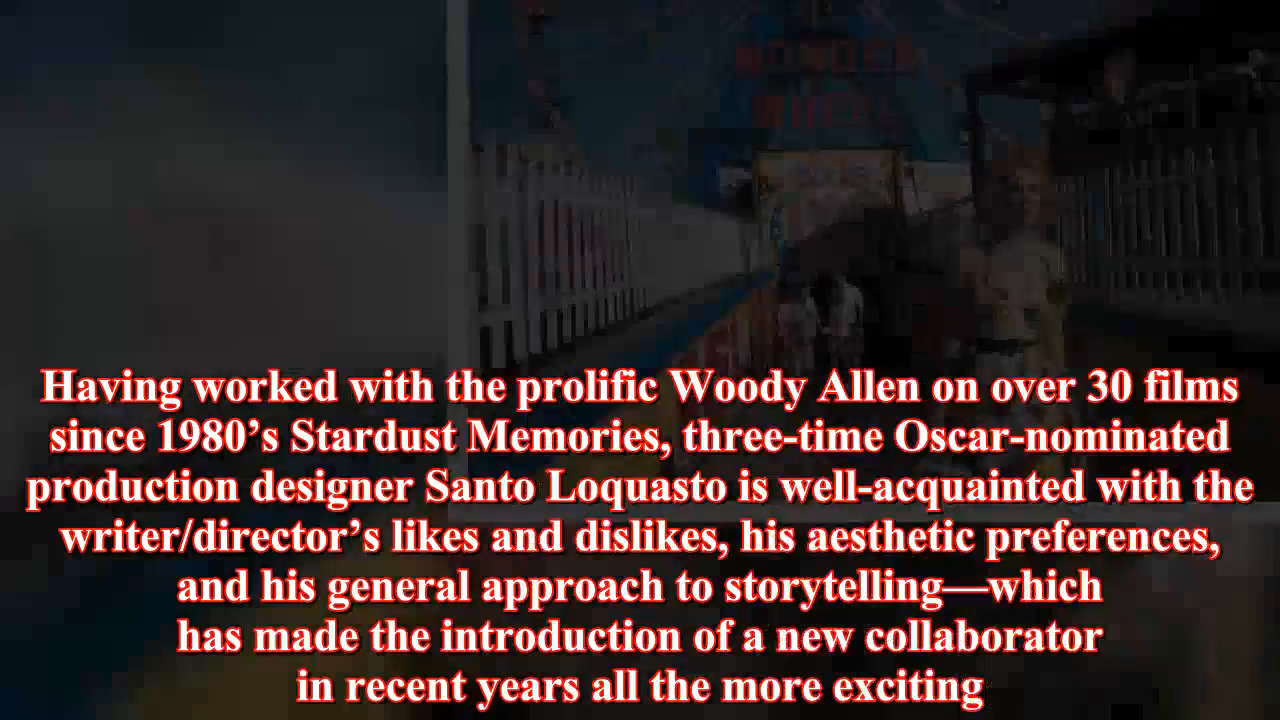 WONDER
WHEEL
Having worked with the prolific Woody Allen on over 30 films
since 1980’s Stardust Memories, three-time Oscar-nominated
production designer Santo Loquasto is well-acquainted with the
writer/director’s likes and dislikes, his aesthetic preferences,
and his general approach to storytelling—which
has made the introduction of a new collaborator
in recent years all the more exciting